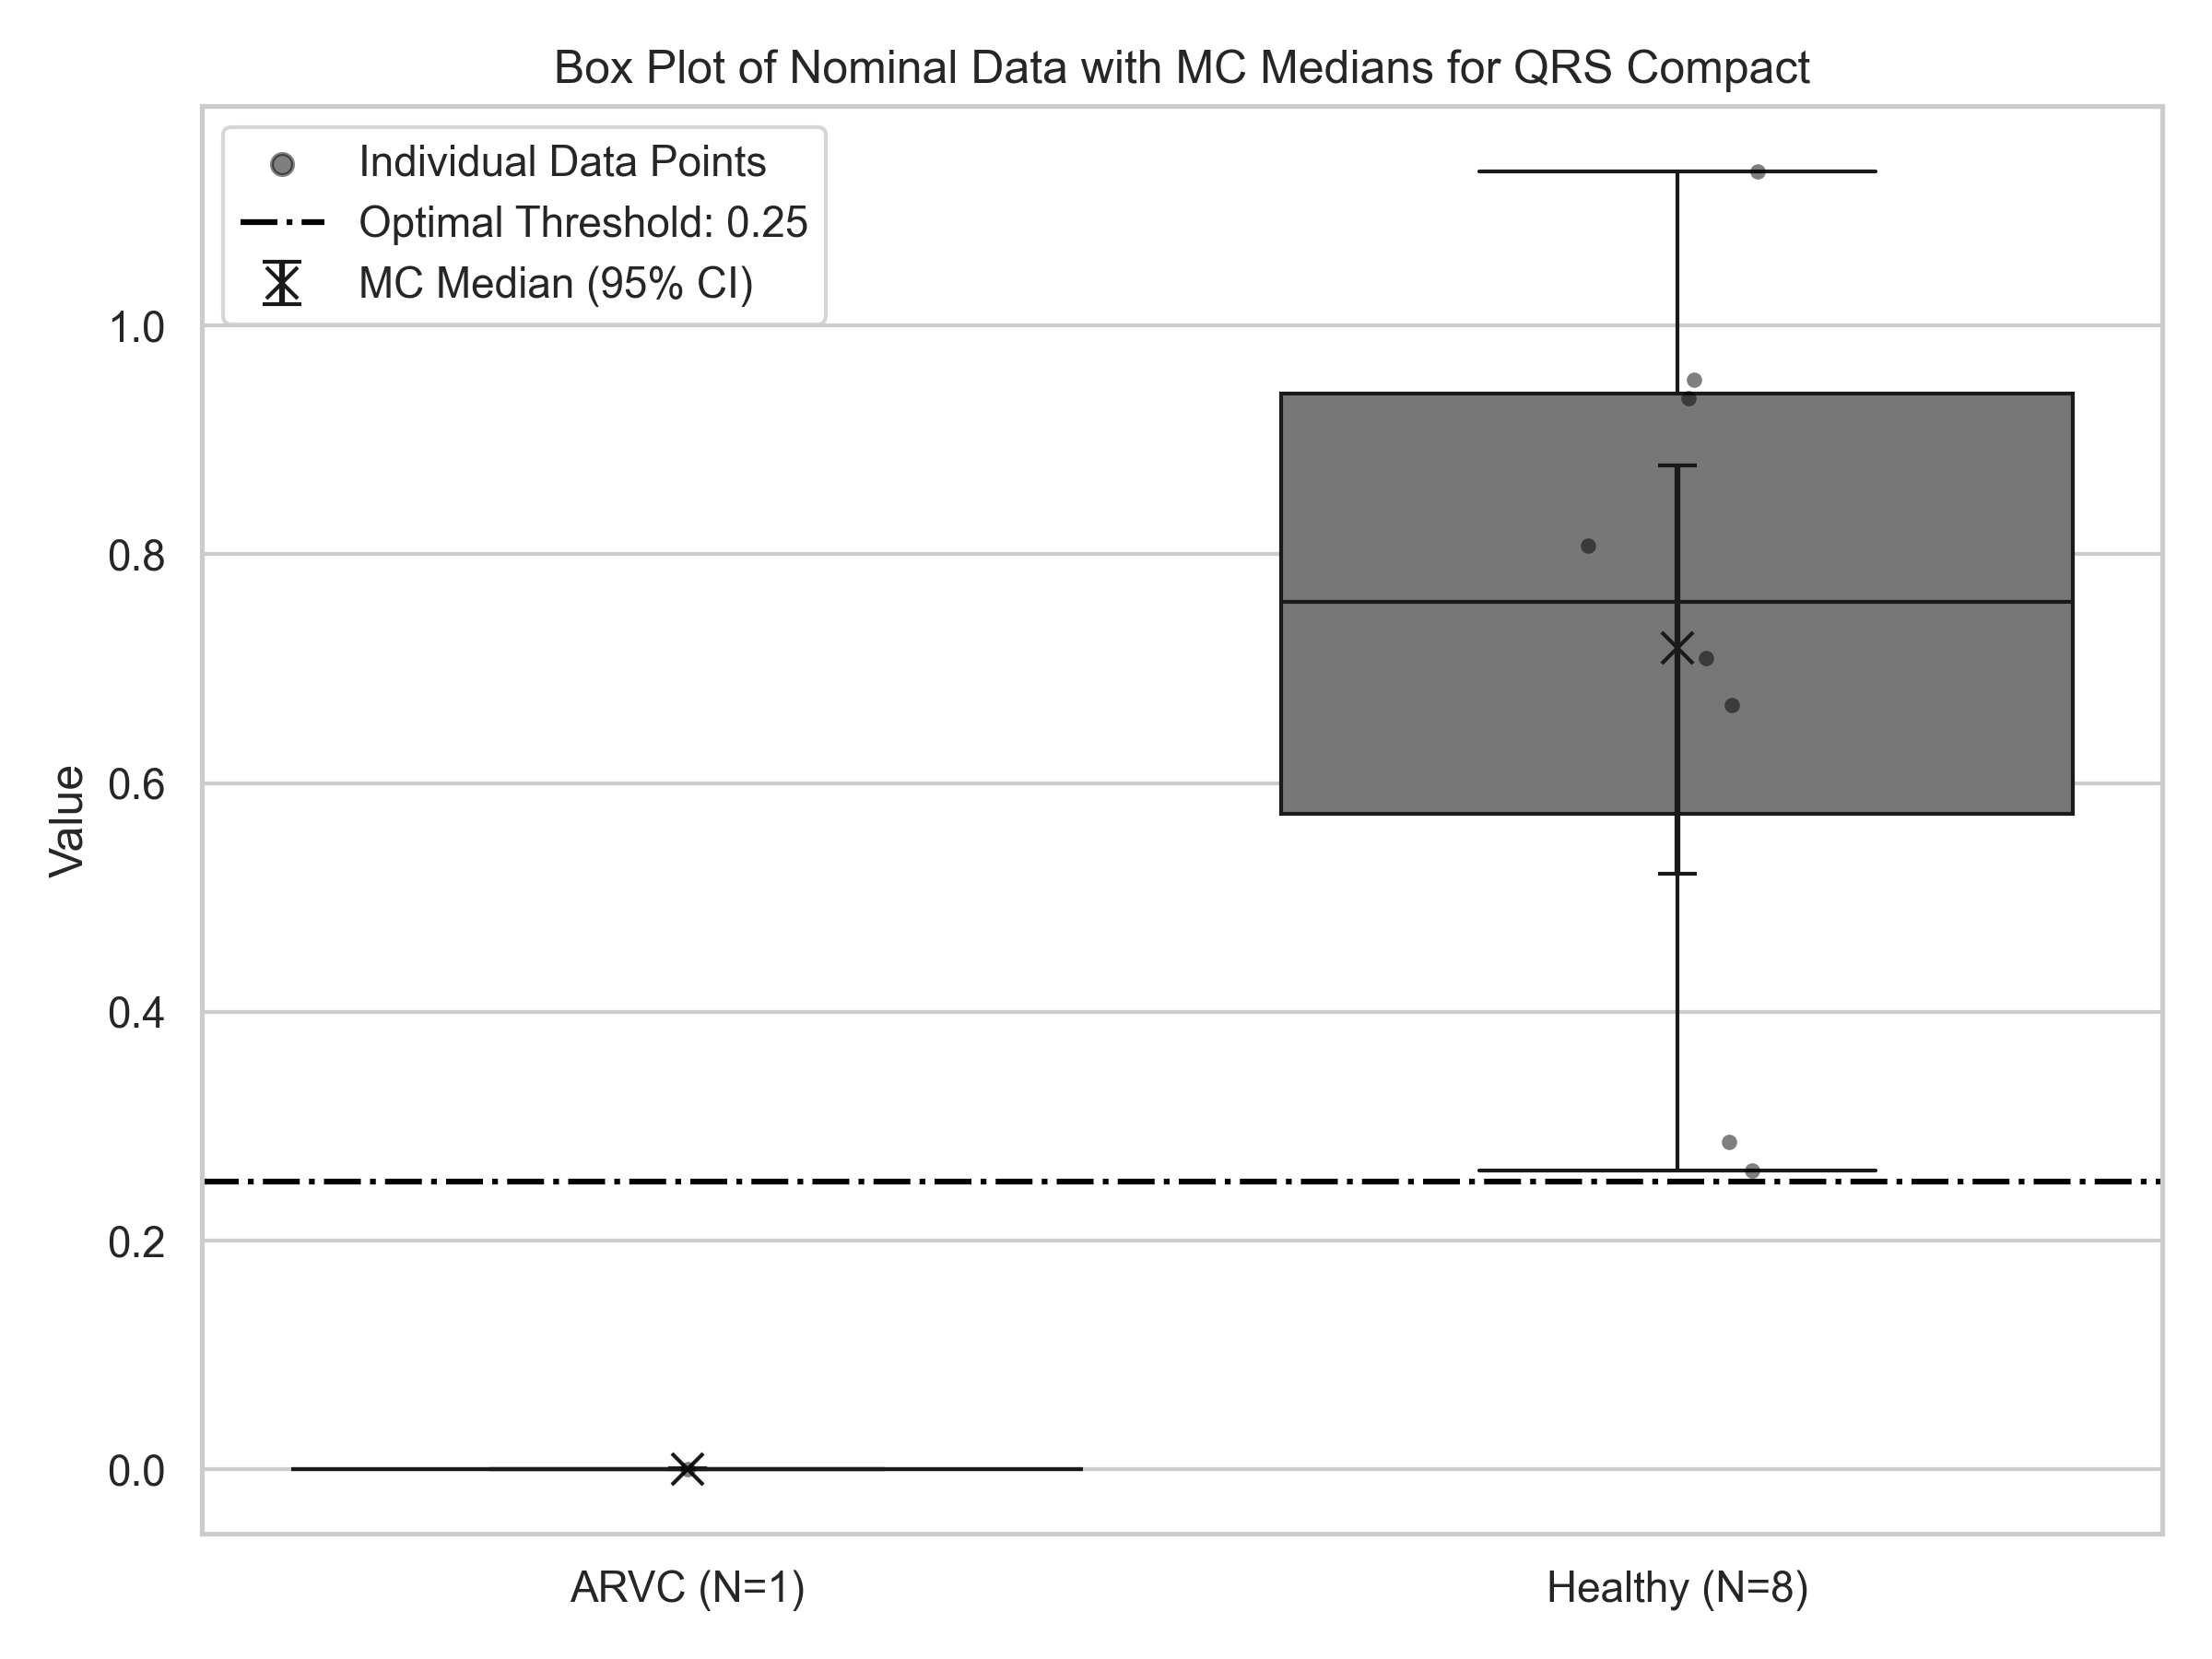 Box Plot of Nominal Data with MC Medians for QRS Compact
Individual Data Points
Optimal Threshold: 0.25
MC Median (95% CI)
1.0
0.8
0.6
0.4
0.2
0.0
Value
ARVC (N=1)
Healthy (N=8)